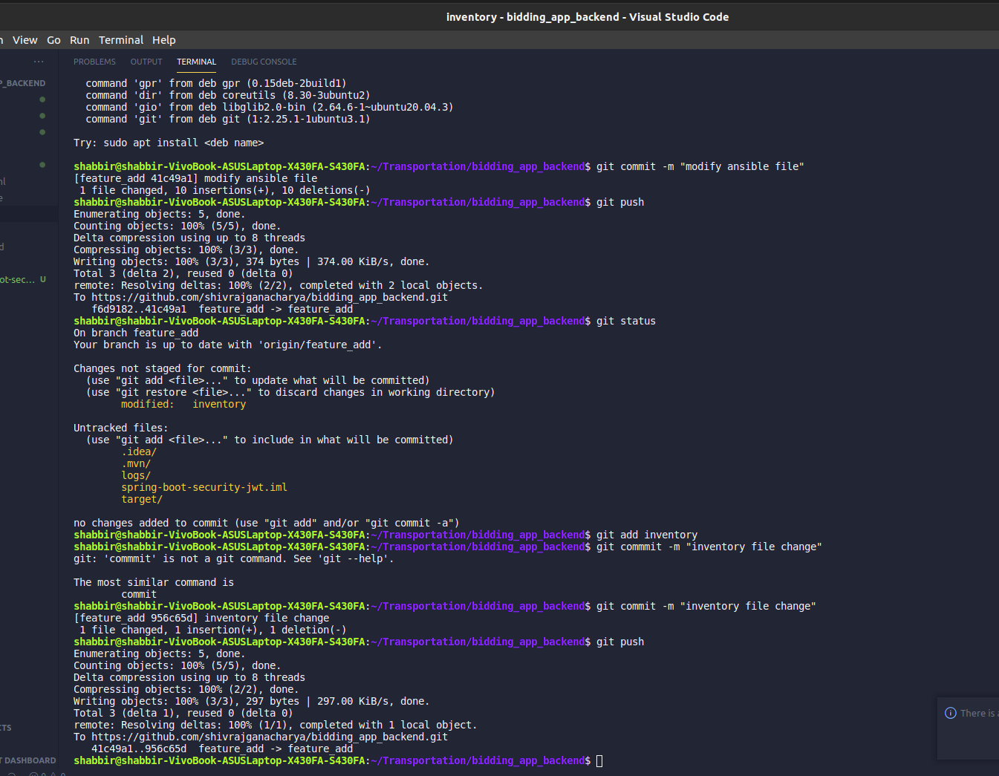 inventory - bidding_app_backend - Visual Studio Code
View Go Run Terminal Help
PROBLEMS OUTPUT TERMINAL DEBUG CONSOLE
P_BACKEND
command 'gpr' from deb gpr (0.15deb-2build1)
command 'dir' from deb coreutils (8.30-3ubuntu2)
command 'gio' from deb libglib2.0-bin (2.64.6-1~ubuntu20.04.3)
command 'git' from deb git (1:2.25.1-1ubuntu3.1)
Try: sudo apt install <deb name>
shabbir@shabbir-VivoBook-ASUSLaptop-X430FA-S430FA:~/Transportation/bidding_app_backend$ git commit -m "modify ansible file"
[feature_add 41c49a1] modify ansible file
1 file changed, 10 insertions(+), 10 deletions(-)
shabbir@shabbir-VivoBook-ASUSLaptop-X430FA-S430FA:~/Transportation/bidding_app_backend$ git push
Enumerating objects: 5, done.
Counting objects: 100% (5/5), done.
Delta compression using up to 8 threads
Compressing objects: 100% (3/3), done.
Writing objects: 100% (3/3), 374 bytes | 374.00 KiB/s, done.
Total 3 (delta 2), reused 0 (delta 0)
remote: Resolving deltas: 100% (2/2), completed with 2 local objects.
To https://github.com/shivrajganacharya/bidding_app_backend.git
f6d9182..41c49a1  feature_add -> feature_add
shabbir@shabbir-VivoBook-ASUSLaptop-X430FA-S430FA:~/Transportation/bidding_app_backend$ git status
On branch feature_add
Your branch is up to date with 'origin/feature_add'.
Changes not staged for commit:
(use "git add <file>..." to update what will be committed)
(use "git restore <file>..." to discard changes in working directory)
modified:   inventory
Untracked files:
(use "git add <file>..." to include in what will be committed)
.idea/
.mvn/
logs/
spring-boot-security-jwt.iml
target/
ot-sec... U
no changes added to commit (use "git add" and/or "git commit -a")
shabbir@shabbir-VivoBook-ASUSLaptop-X430FA-S430FA:~/Transportation/bidding_app_backend$ git add inventory
shabbir@shabbir-VivoBook-ASUSLaptop-X430FA-S430FA:~/Transportation/bidding_app_backend$ git commmit -m "inventory file change"
git: 'commmit' is not a git command. See 'git --help'.
The most similar command is
commit
shabbir@shabbir-VivoBook-ASUSLaptop-X430FA-S430FA:~/Transportation/bidding_app_backend$ git commit -m "inventory file change"
[feature_add 956c65d] inventory file change
1 file changed, 1 insertion(+), 1 deletion(-)
shabbir@shabbir-VivoBook-ASUSLaptop-X430FA-S430FA:~/Transportation/bidding_app_backend$ git push
Enumerating objects: 5, done.
Counting objects: 100% (5/5), done.
Delta compression using up to 8 threads
Compressing objects: 100% (2/2), done.
Writing objects: 100% (3/3), 297 bytes | 297.00 KiB/s, done.
Total 3 (delta 1), reused 0 (delta 0)
remote: Resolving deltas: 100% (1/1), completed with 1 local object.
To https://github.com/shivrajganacharya/bidding_app_backend.git
41c49a1..956c65d  feature_add -> feature_add
shabbir@shabbir-VivoBook-ASUSLaptop-X430FA-S430FA:~/Transportation/bidding_app_backend$
There is
CTS
T DASHBOARD